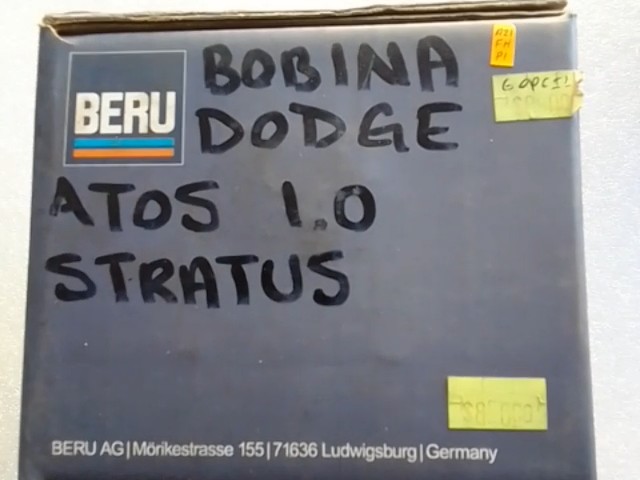 BOBINA
BERU
DODGE
ATOS 1.0
STRATUS
BERU AG | Mörikestrasse 155 | 71636 Ludwigsburg | Germany